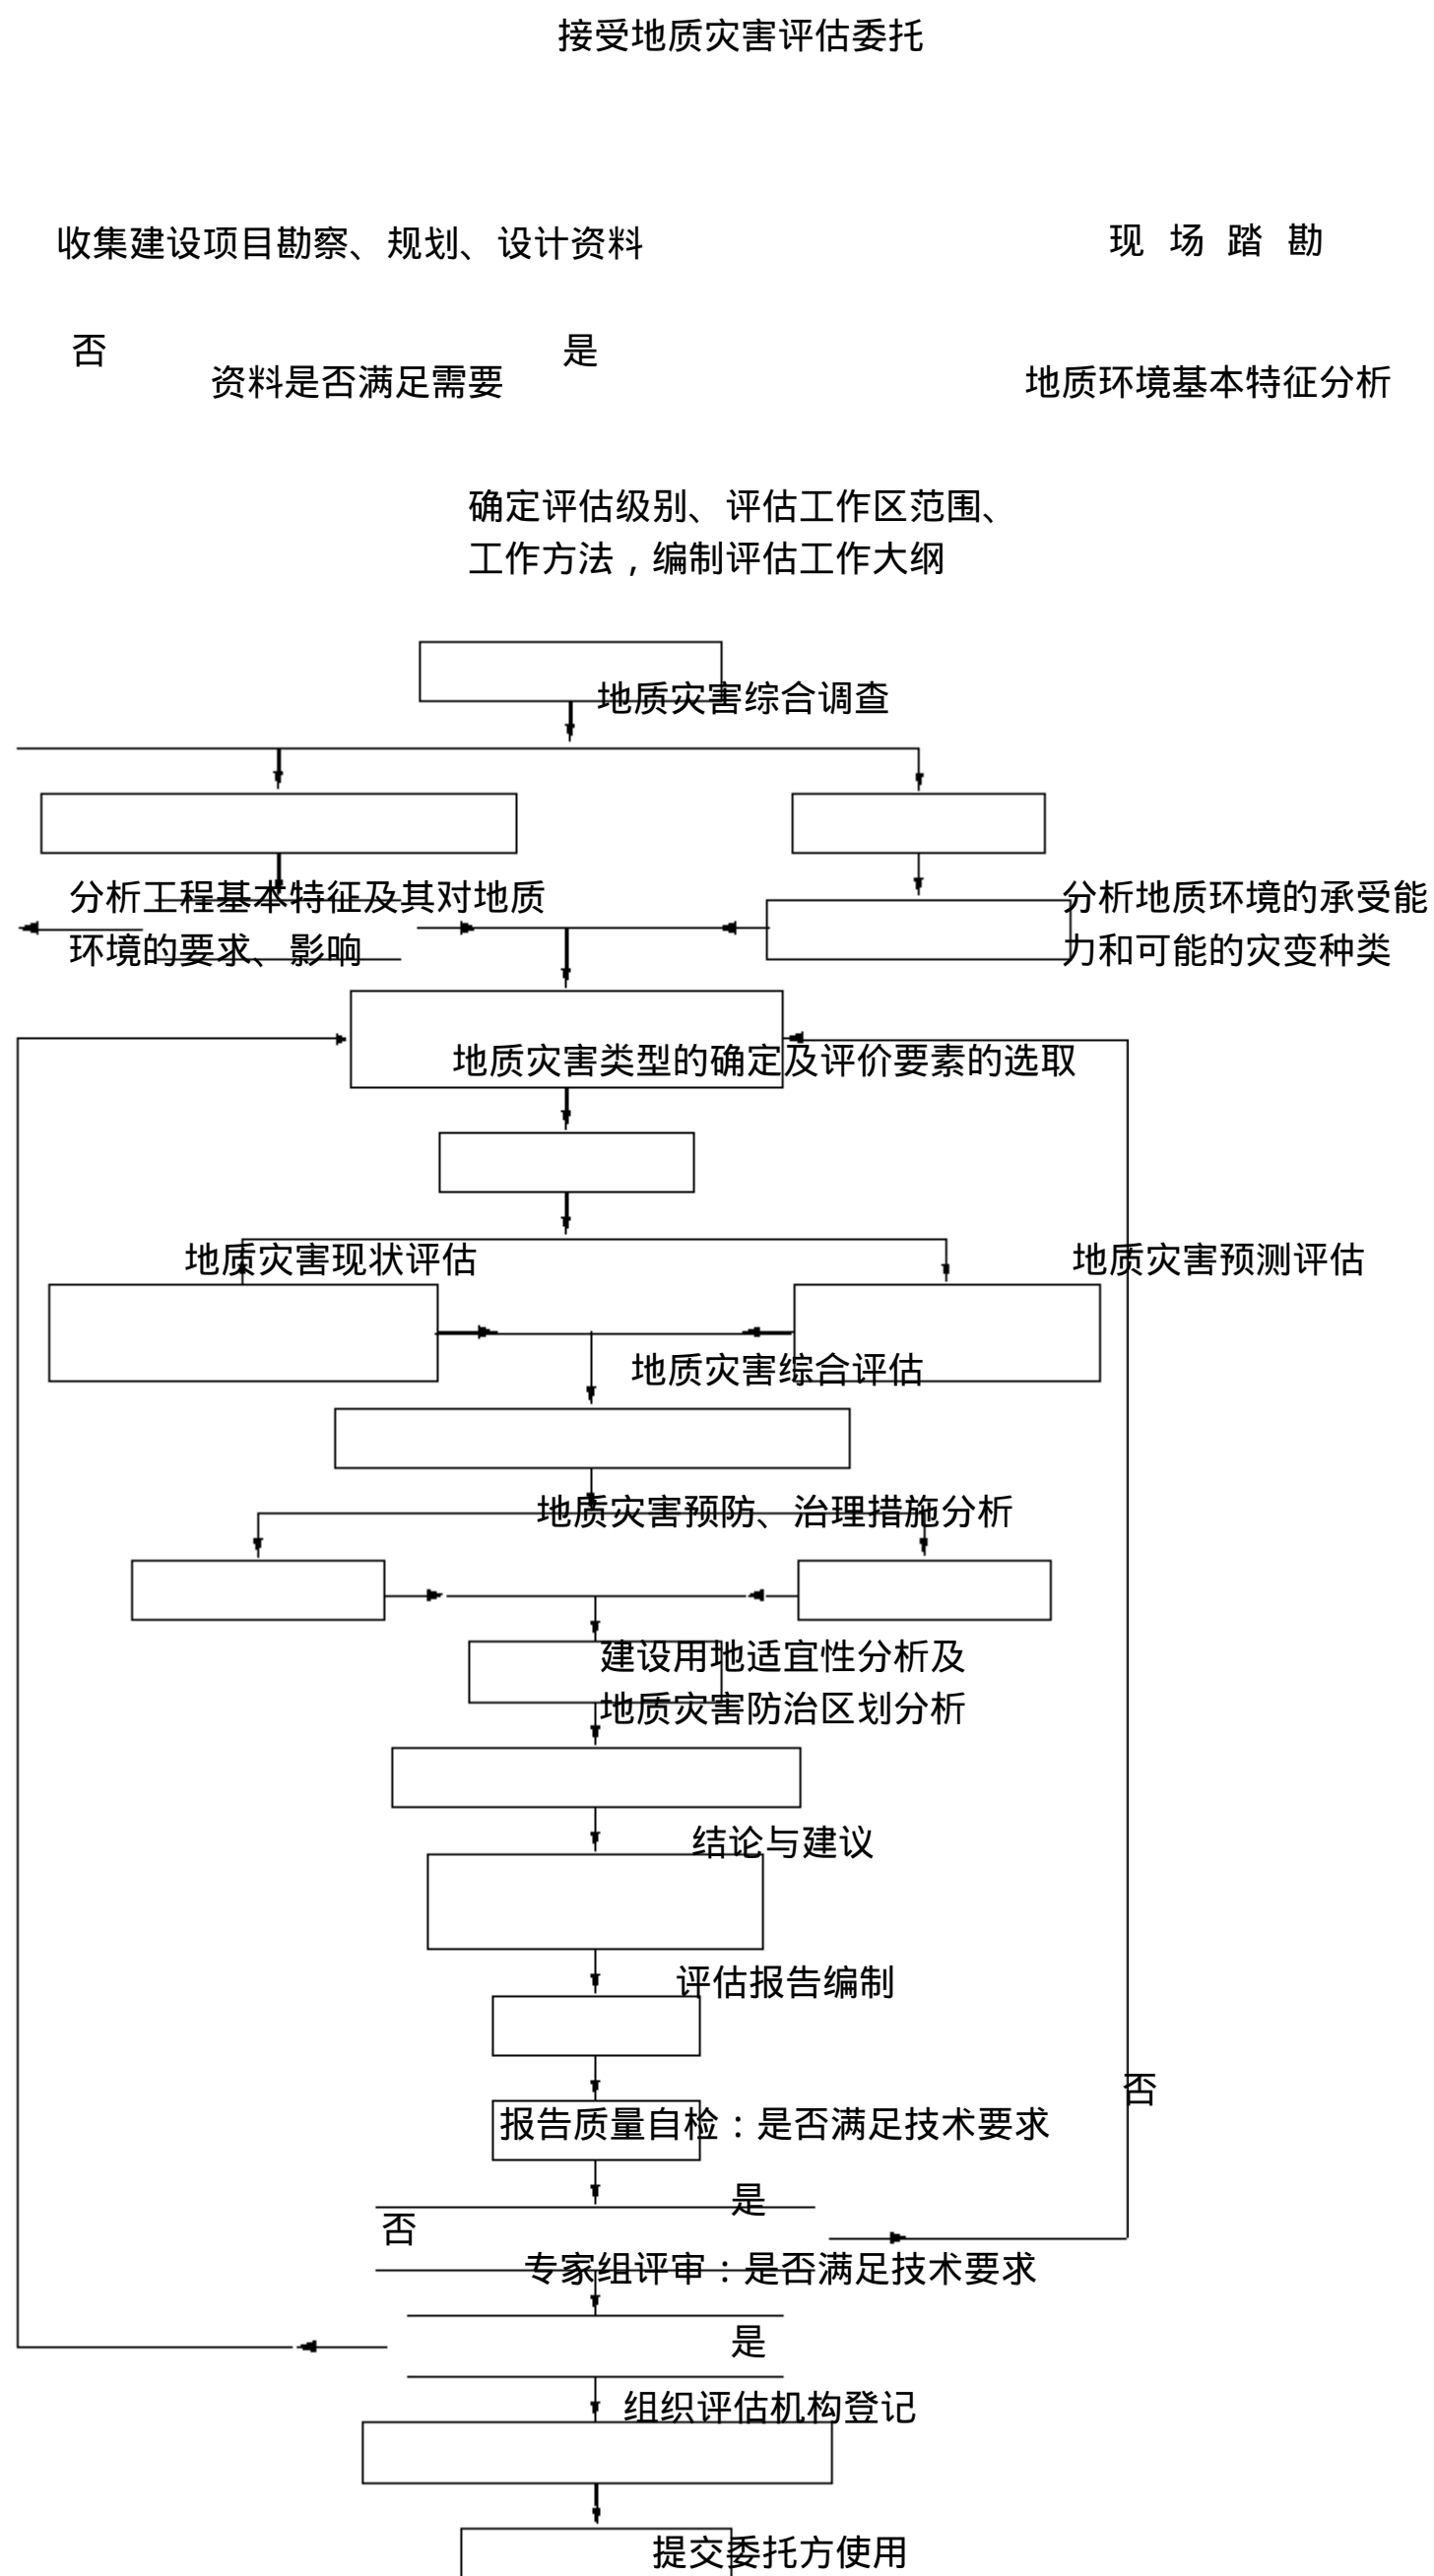 接受地质灾害评估委托
收集建设项目勘察、规划、设计资料
现 场 踏 勘
否
是
资料是否满足需要
地质环境基本特征分析
确定评估级别、评估工作区范围、
工作方法，编制评估工作大纲
地质灾害综合调查
分析工程基本特征及其对地质
环境的要求、影响
分析地质环境的承受能
力和可能的灾变种类
地质灾害类型的确定及评价要素的选取
地质灾害现状评估
地质灾害预测评估
地质灾害综合评估
地质灾害预防、治理措施分析
建设用地适宜性分析及
地质灾害防治区划分析
结论与建议
评估报告编制
否
报告质量自检：是否满足技术要求
是
否
专家组评审：是否满足技术要求
是
组织评估机构登记
提交委托方使用